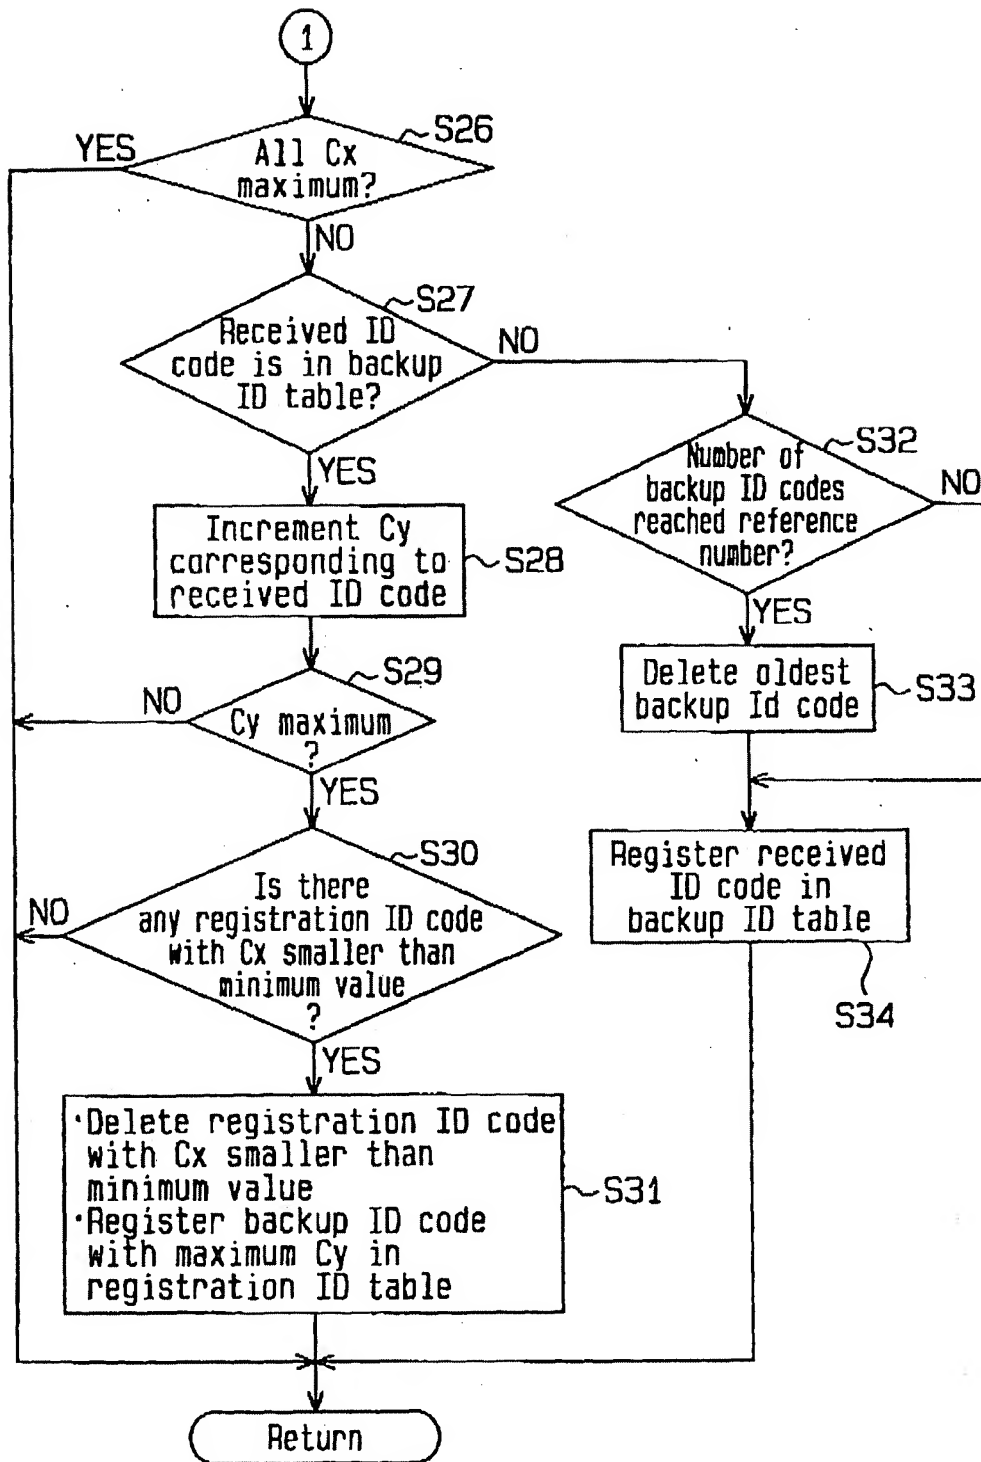 1
S26
YES
All Cx
maximum?
NO
S27
Received ID
code is in backup
ID table?
NO
YES
S32
Number of
backup ID codes
reached reference
number?
NO
YES
Increment Cy
corresponding to
received ID code
S28
S29
NO
Cy maximum
?
YES
Delete oldest
backup Id code
S33
S30
Is there
any registration ID code
with Cx smaller than
minimum value
?
NO
YES
Register received
ID code in
backup ID table
S34
·Delete registration ID code
with Cx smaller than
minimum value
·Register backup ID code
with maximum Cy in
registration ID table
S31
Return